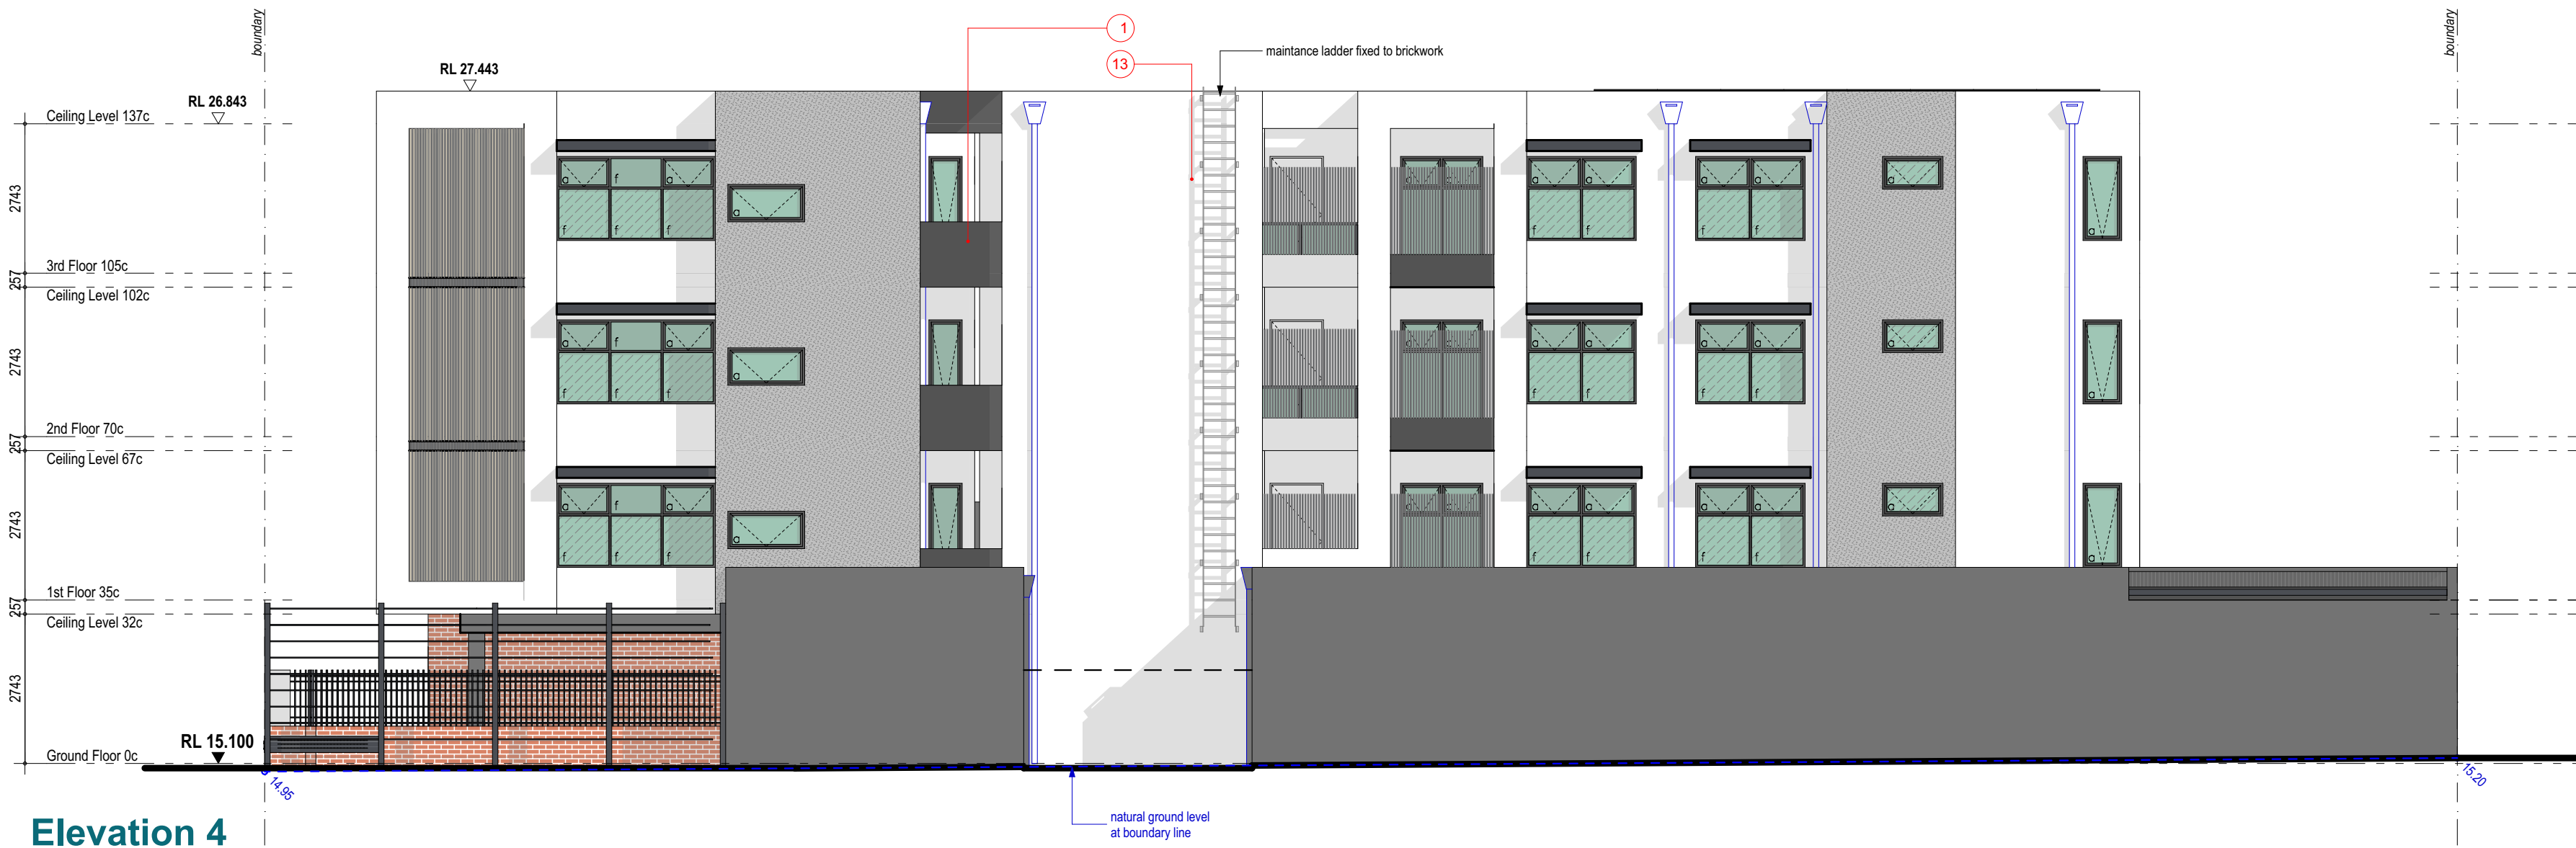 boundary
boundary
1
13
maintance ladder fixed to brickwork
RL 27.443
RL 26.843
Ceiling Level 137c
2743
3rd Floor 105c
257
Ceiling Level 102c
2743
2nd Floor 70c
257
Ceiling Level 67c
2743
1st Floor 35c
257
Ceiling Level 32c
2743
RL 15.100
Ground Floor 0c
14.95
15.20
natural ground level
at boundary line
Elevation 4
a f a
f f f
a
a a
f f
a a
f f
a
a
a f a
f f f
a
a a
f f
a a
f f
a
a
a f a
f f f
a
a a
f f
a a
f f
a
a